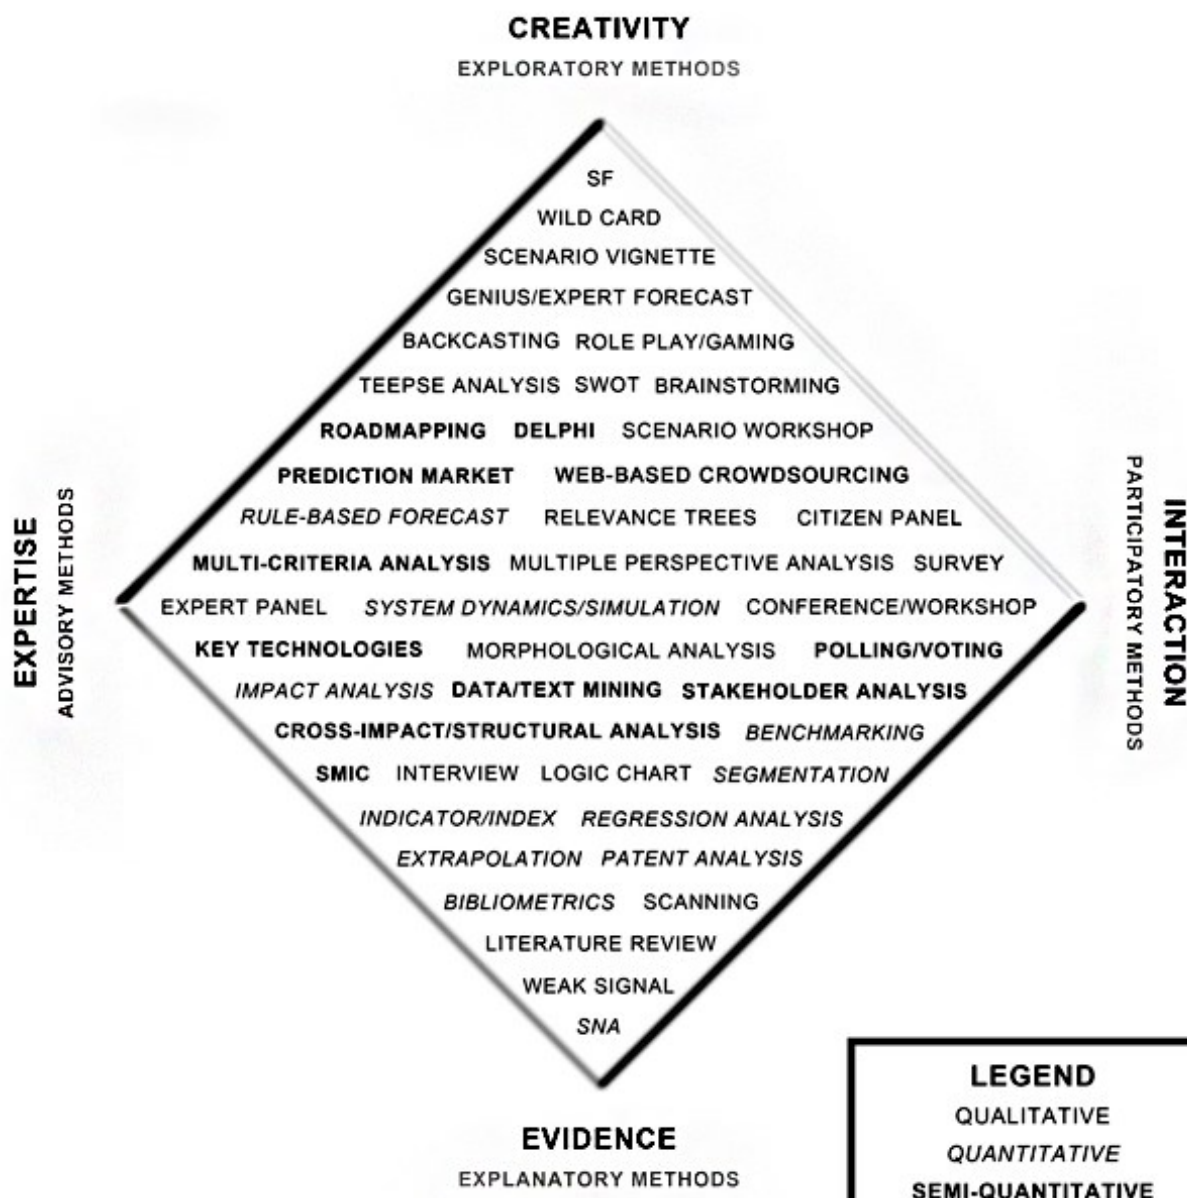 CREATIVITY
EXPLORATORY METHODS
SF
WILD CARD
SCENARIO VIGNETTE
GENIUS/EXPERT FORECAST
BACKCASTING ROLE PLAY/GAMING
TEEPSE ANALYSIS SWOT BRAINSTORMING
ROADMAPPING DELPHI SCENARIO WORKSHOP
PREDICTION MARKET WEB-BASED CROWDSOURCING
RULE-BASED FORECAST RELEVANCE TREES CITIZEN PANEL
MULTI-CRITERIA ANALYSIS MULTIPLE PERSPECTIVE ANALYSIS SURVEY
EXPERT PANEL SYSTEM DYNAMICS/SIMULATION CONFERENCE/WORKSHOP
KEY TECHNOLOGIES MORPHOLOGICAL ANALYSIS POLLING/VOTING
IMPACT ANALYSIS DATA/TEXT MINING STAKEHOLDER ANALYSIS
CROSS-IMPACT/STRUCTURAL ANALYSIS BENCHMARKING
SMIC INTERVIEW LOGIC CHART SEGMENTATION
INDICATOR/INDEX REGRESSION ANALYSIS
EXTRAPOLATION PATENT ANALYSIS
BIBLIOMETRICS SCANNING
LITERATURE REVIEW
WEAK SIGNAL
SNA
EXPERTISE
ADVISORY METHODS
PARTICIPATORY METHODS
INTERACTION
EVIDENCE
EXPLANATORY METHODS
LEGEND
QUALITATIVE
QUANTITATIVE
SEMI-QUANTITATIVE